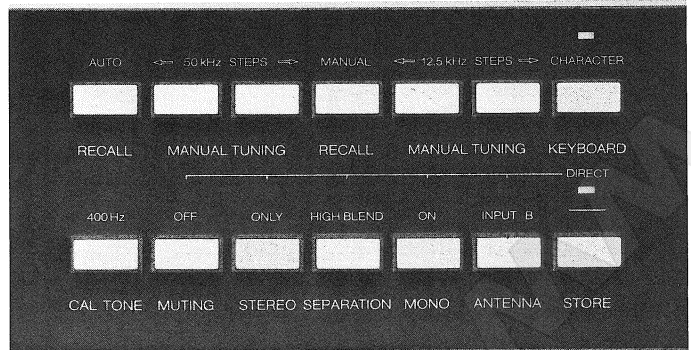 AUTO ⇐ 50 kHz STEPS ⇒ MANUAL ⇐ 12.5 kHz STEPS ⇒ CHARACTER
RECALL MANUAL TUNING RECALL MANUAL TUNING KEYBOARD
DIRECT
400 Hz OFF ONLY HIGH BLEND ON INPUT B
CAL TONE MUTING STEREO SEPARATION MONO ANTENNA STORE